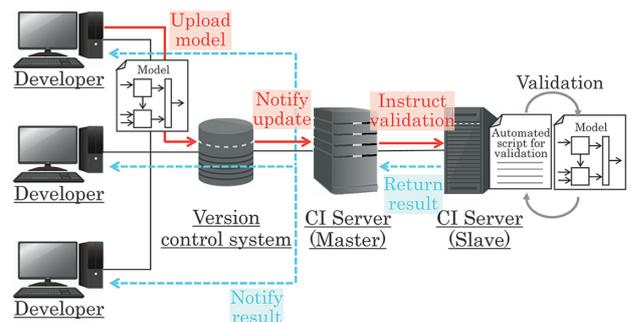 Upload
model
Developer
Model
Developer
Developer
Notify
update
Version
control system
Notify
result
CI Server
(Master)
Instruct
validation
Return
result
CI Server
(Slave)
Validation
Automated
script for
validation
Model